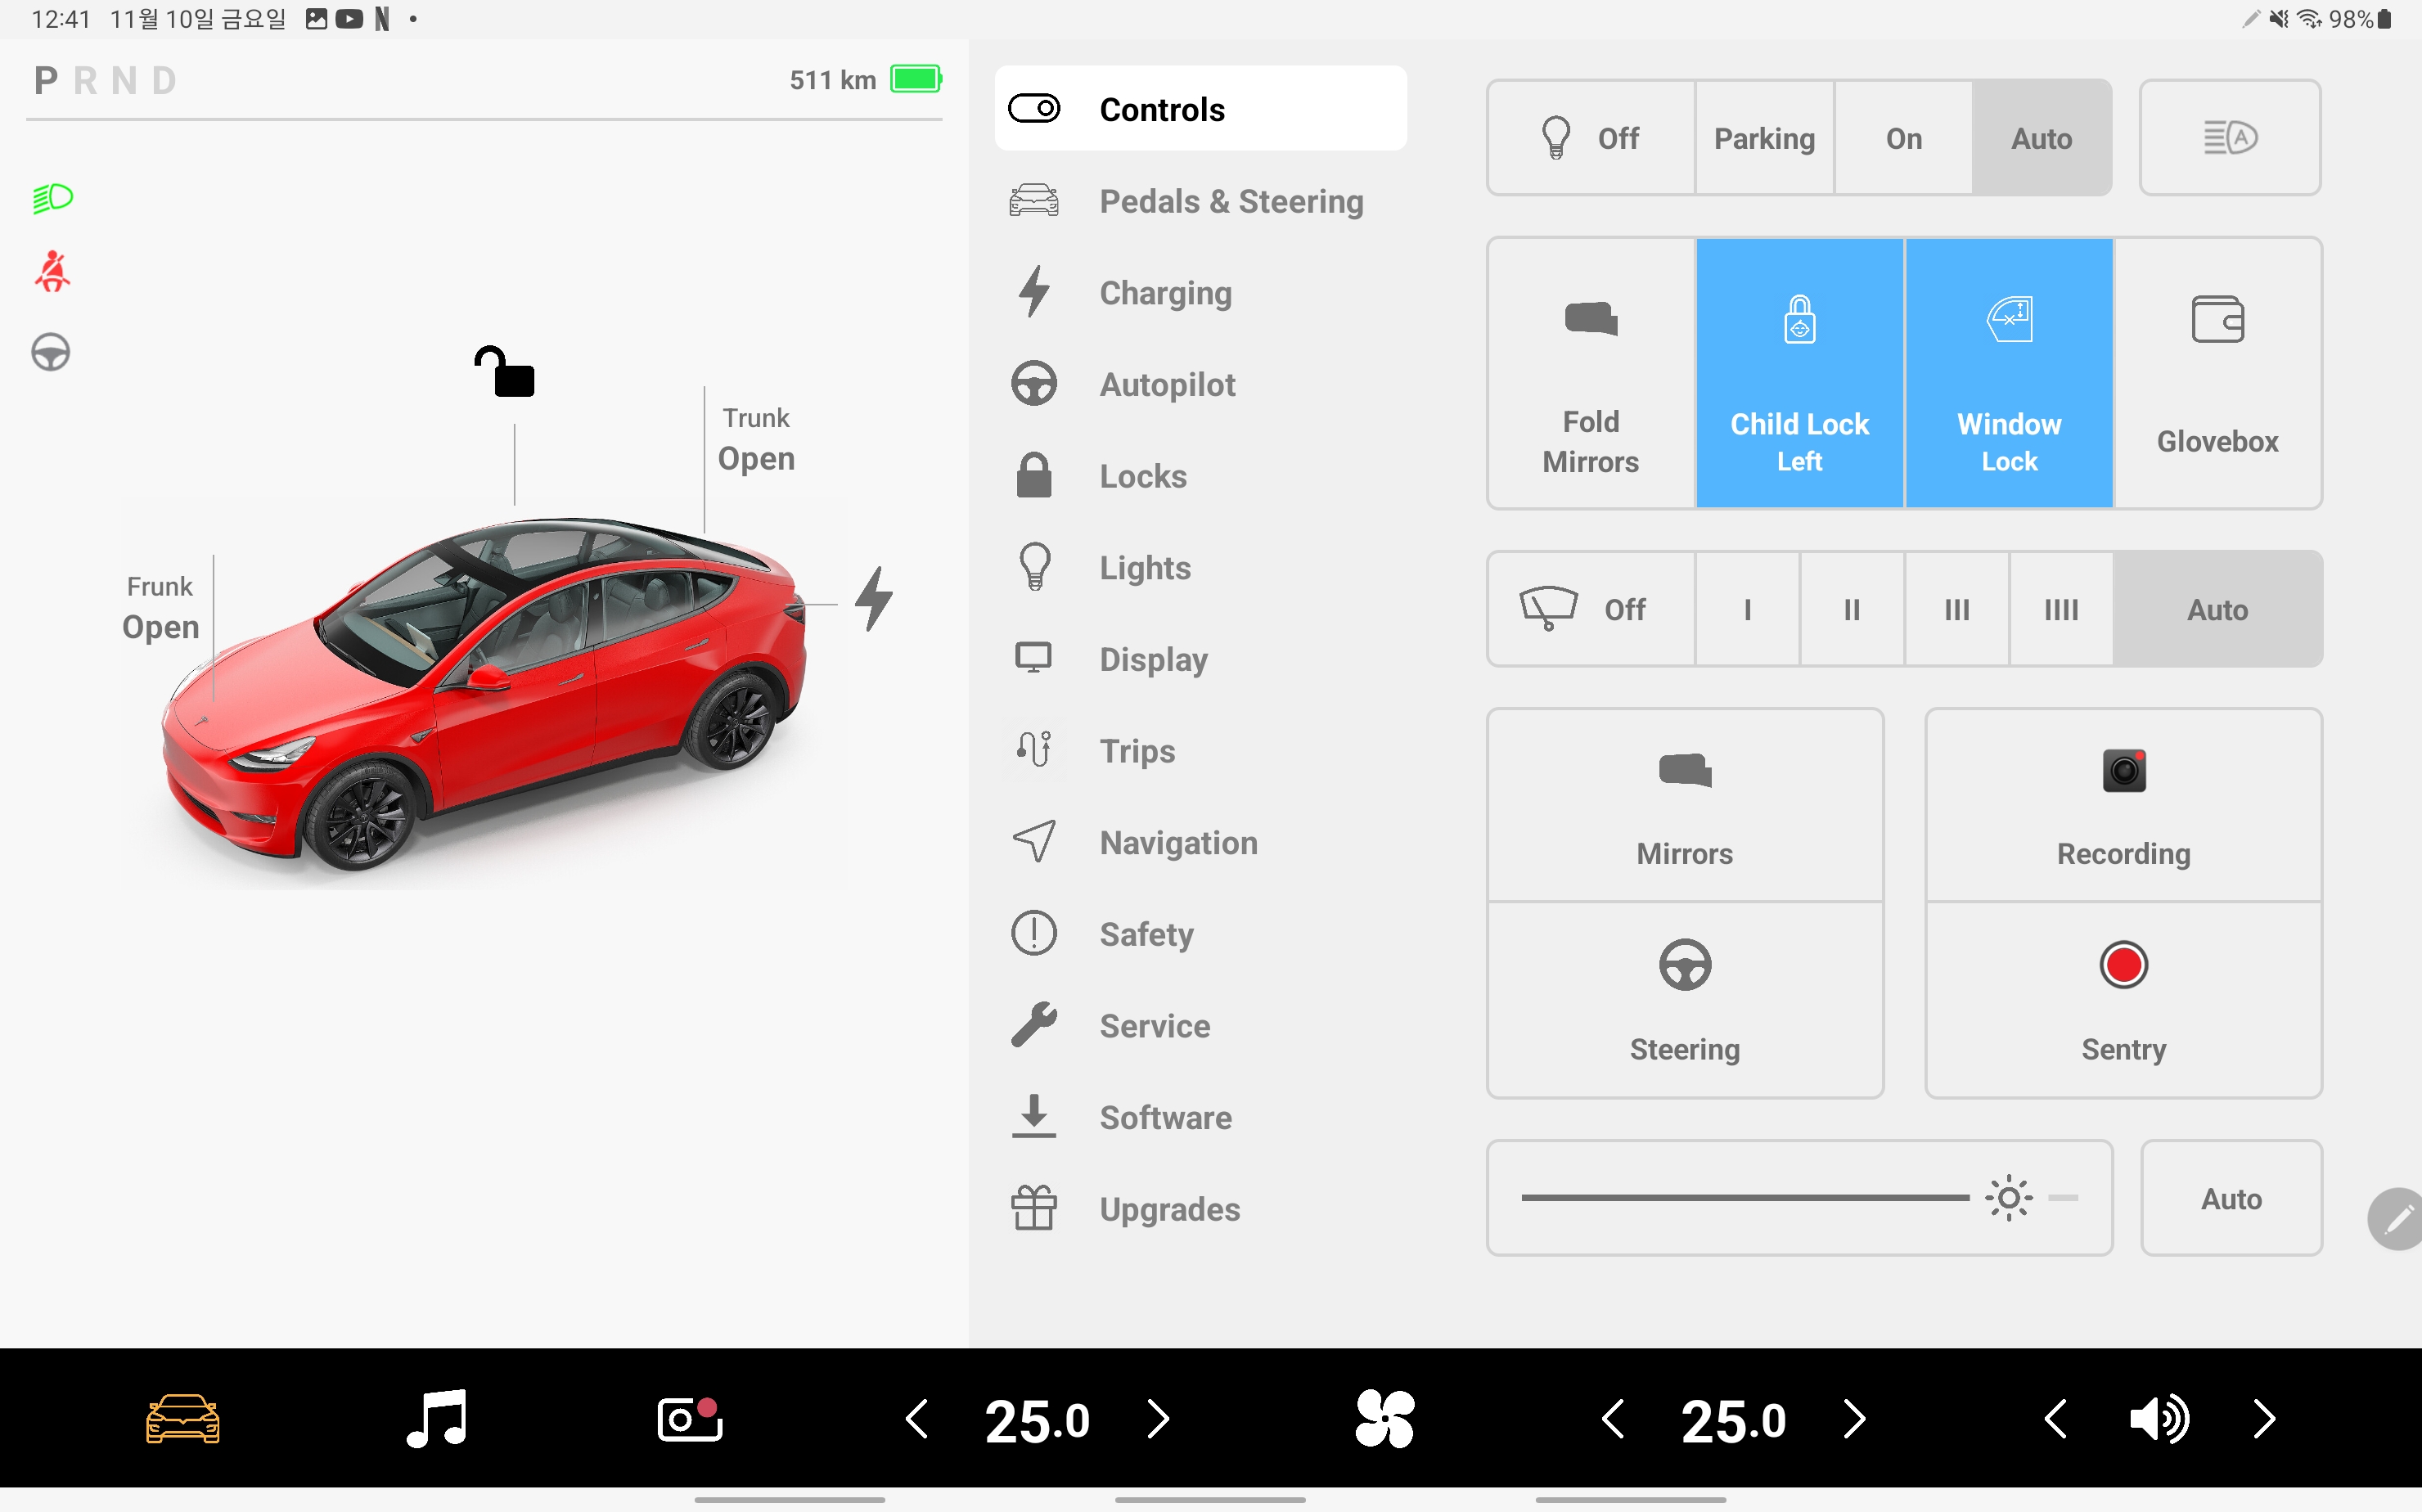 12:41 11월 10일 금요일
98%
P R N D
511 km
Trunk
Open
Frunk
Open
Controls
Pedals & Steering
Charging
Autopilot
Locks
Lights
Display
Trips
Navigation
Safety
Service
Software
Upgrades
Off Parking On Auto
A
Fold
Mirrors
Child Lock
Left
Window
Lock
Glovebox
Off I II III IIII Auto
Mirrors
Recording
Steering
Sentry
Auto
25.0
25.0